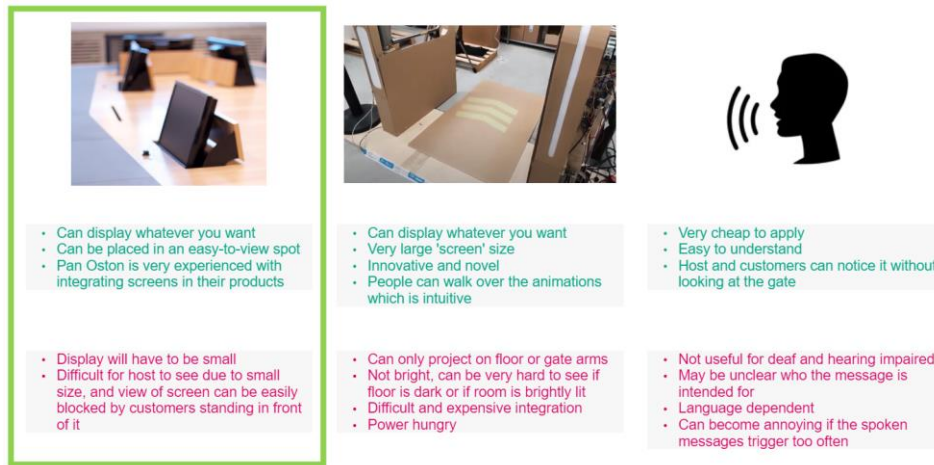 • Can display whatever you want
• Can be placed in an easy-to-view spot
• Pan Oston is very experienced with
integrating screens in their products
• Can display whatever you want
• Very large 'screen' size
• Innovative and novel
• People can walk over the animations
which is intuitive
• Very cheap to apply
• Easy to understand
• Host and customers can notice it without
looking at the gate
• Display will have to be small
• Difficult for host to see due to small
size, and view of screen can be easily
blocked by customers standing in front
of it
• Can only project on floor or gate arms
• Not bright, can be very hard to see if
floor is dark or if room is brightly lit
• Difficult and expensive integration
• Power hungry
• Not useful for deaf and hearing impaired
• May be unclear who the message is
intended for
• Language dependent
• Can become annoying if the spoken
messages trigger too often